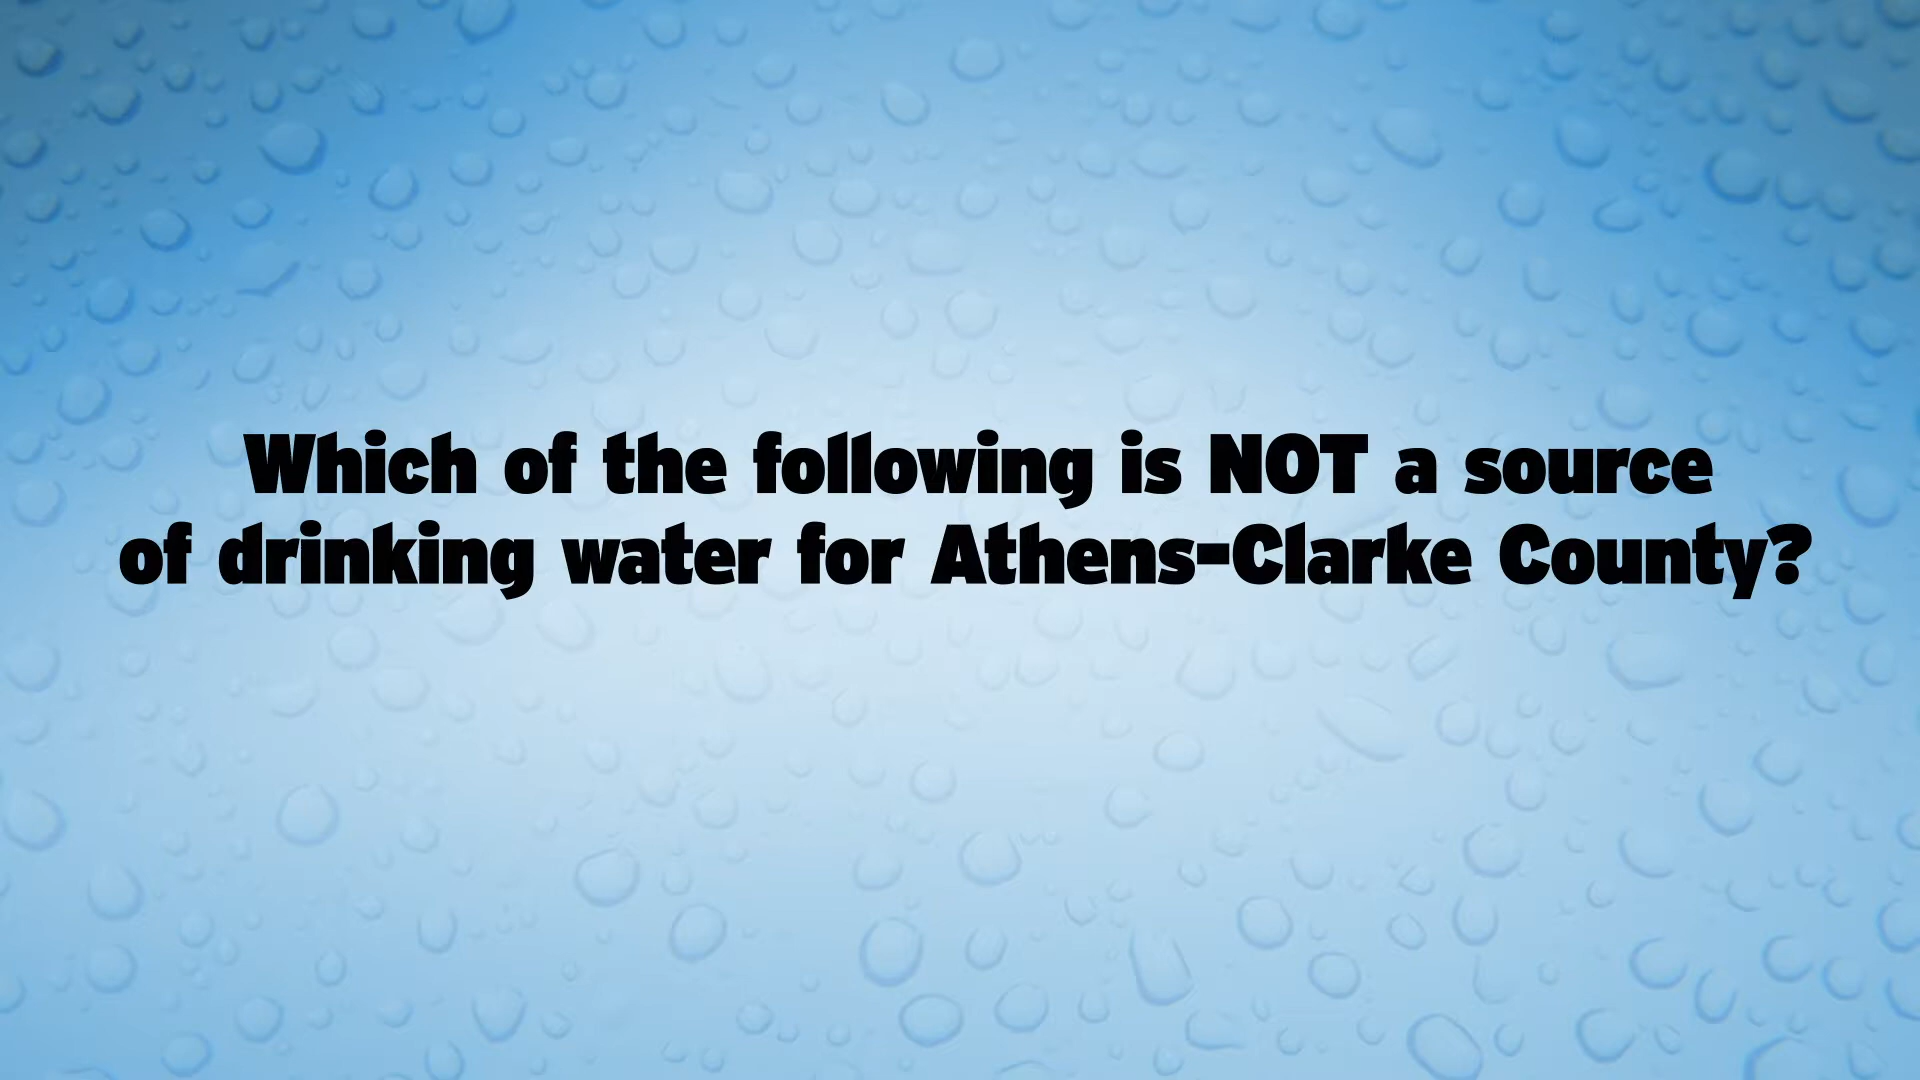 Which of the following is NOT a source
of drinking water for Athens-Clarke County?